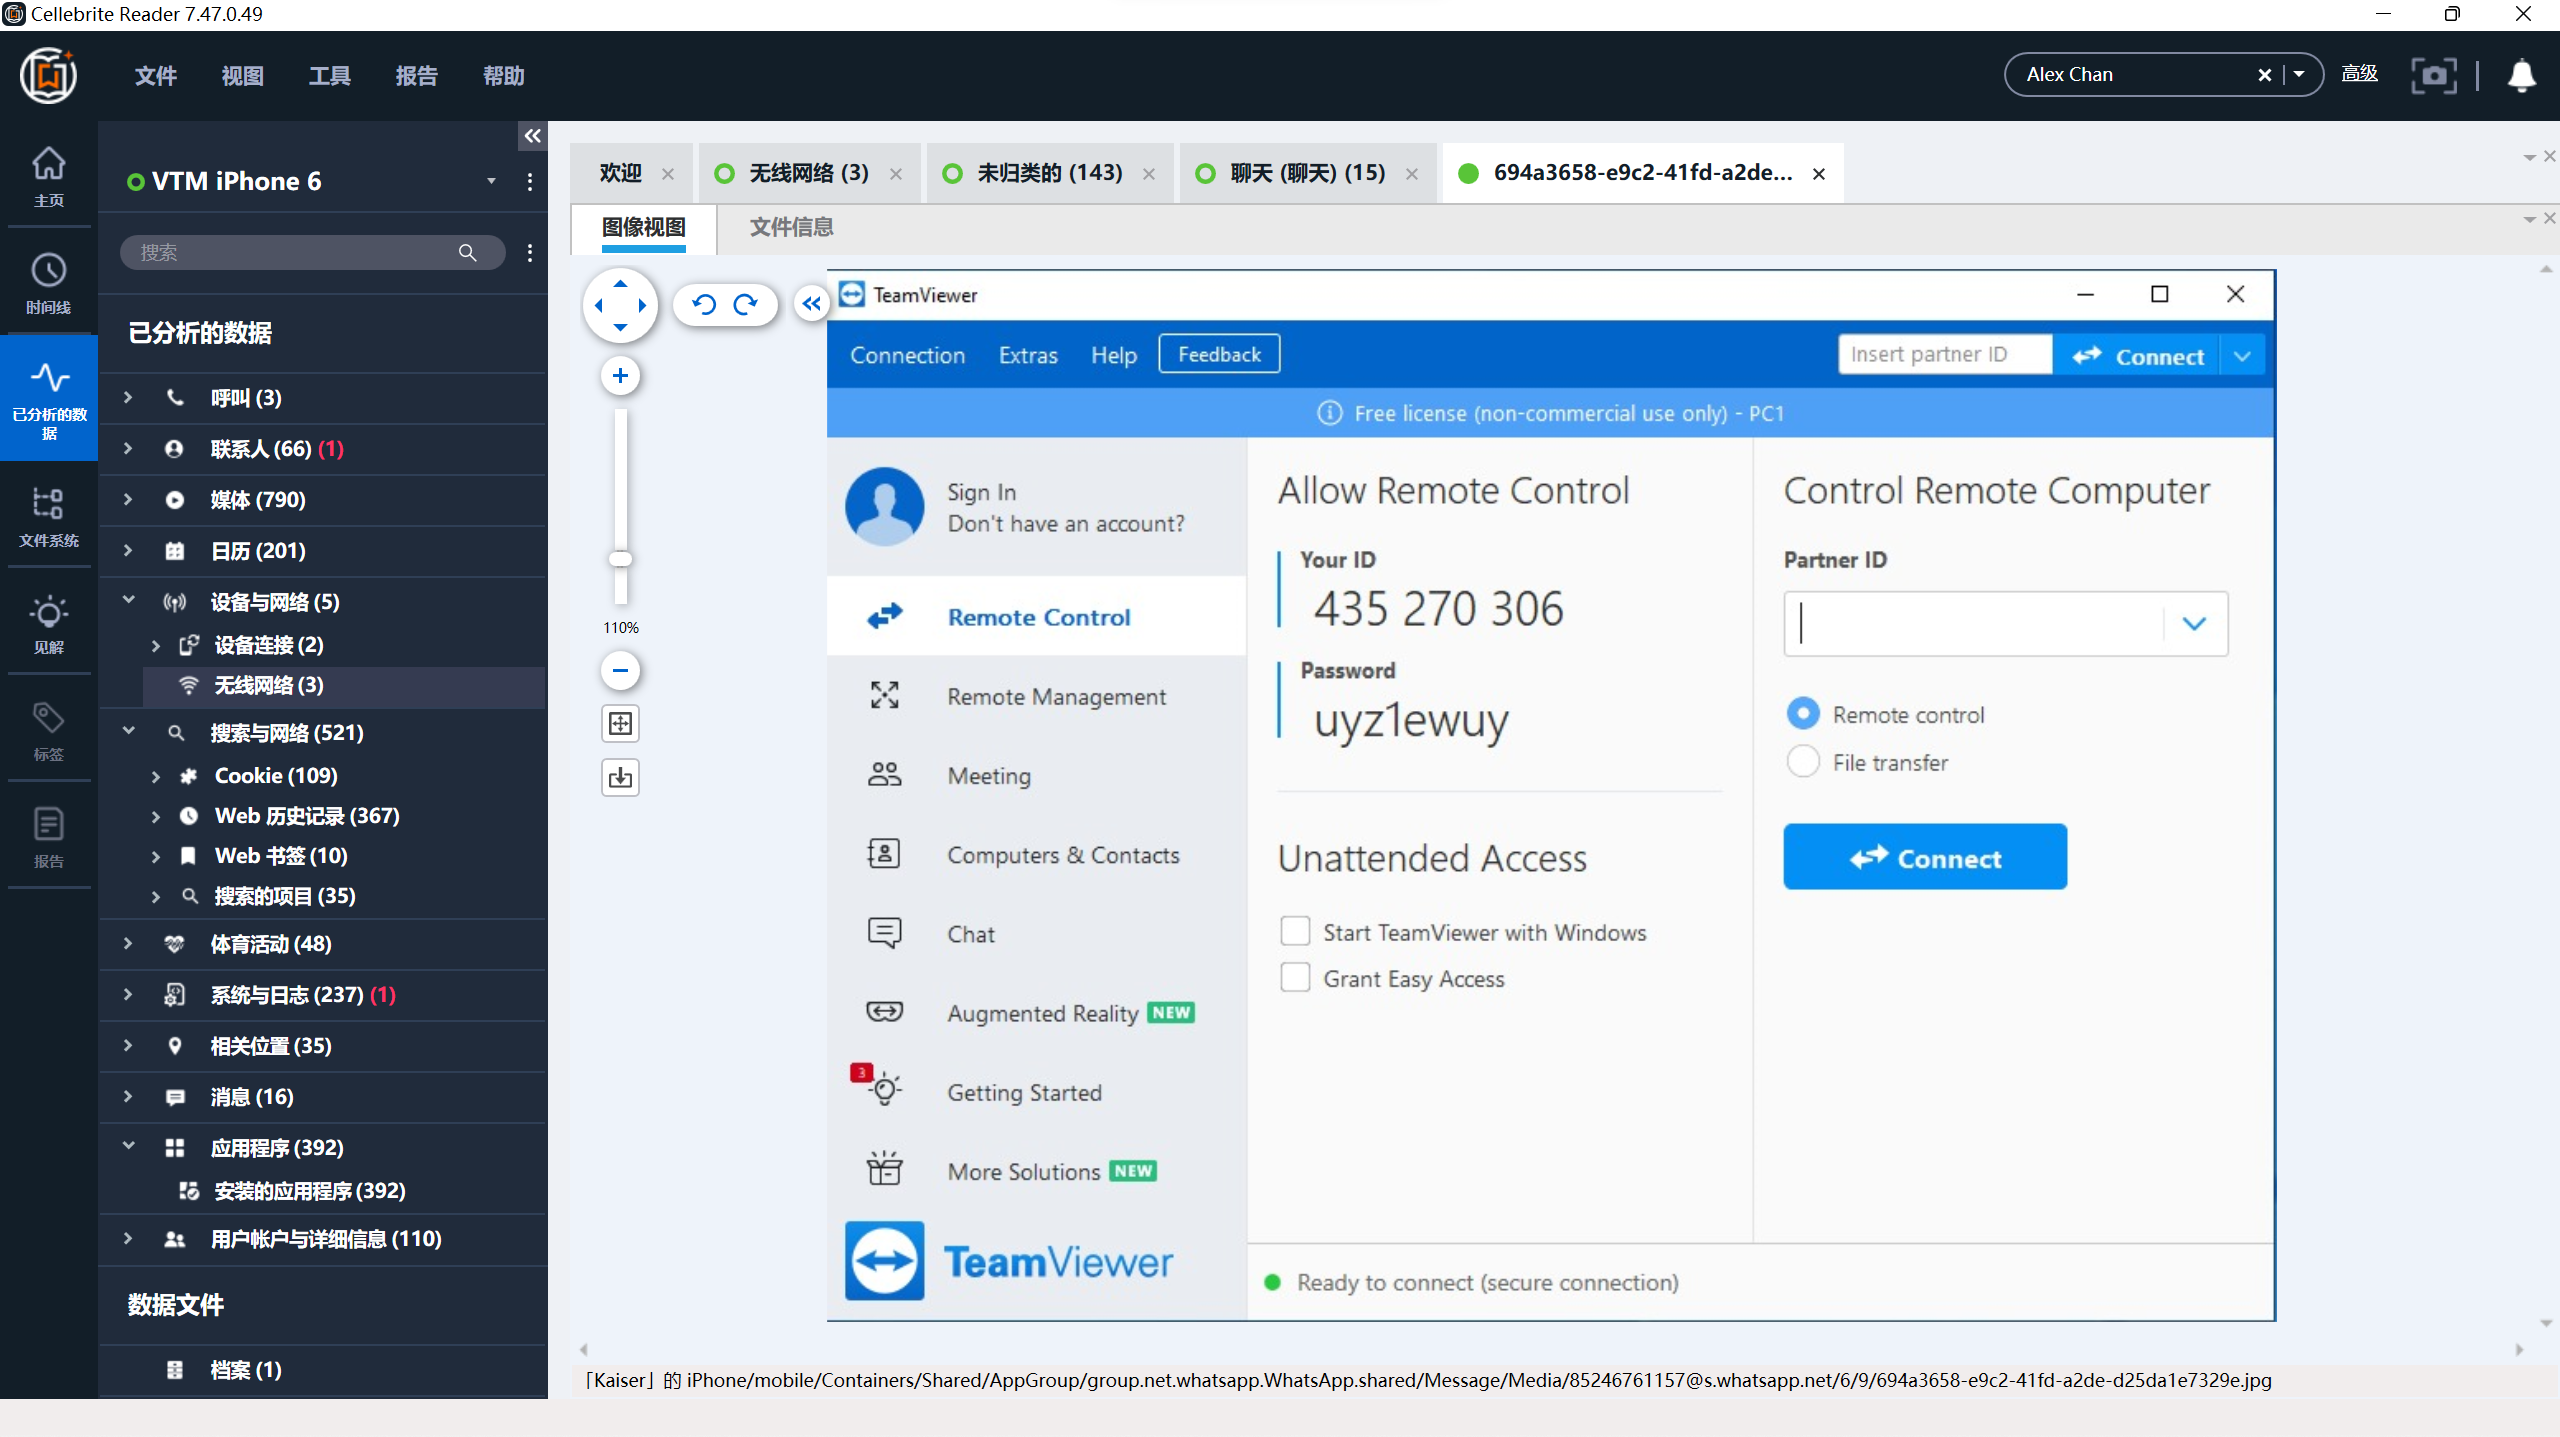 Cellebrite Reader 7.47.0.49
文件 视图 工具 报告 帮助
Alex Chan
高级
主页
时间线
已分析的数据
文件系统
见解
标签
报告
VTM iPhone 6
搜索
已分析的数据
呼叫 (3)
联系人 (66) (1)
媒体 (790)
日历 (201)
设备与网络 (5)
设备连接 (2)
无线网络 (3)
搜索与网络 (521)
Cookie (109)
Web 历史记录 (367)
Web 书签 (10)
搜索的项目 (35)
体育活动 (48)
系统与日志 (237) (1)
相关位置 (35)
消息 (16)
应用程序 (392)
安装的应用程序 (392)
用户帐户与详细信息 (110)
数据文件
档案 (1)
欢迎
无线网络 (3)
未归类的 (143)
聊天 (聊天) (15)
694a3658-e9c2-41fd-a2de...
图像视图
文件信息
110%
TeamViewer
Connection Extras Help Feedback
Insert partner ID
Connect
Free license (non-commercial use only) - PC1
Sign In
Don't have an account?
Remote Control
Remote Management
Meeting
Computers & Contacts
Chat
Augmented Reality NEW
3
Getting Started
More Solutions NEW
TeamViewer
Allow Remote Control
Your ID
435 270 306
Password
uyz1ewuy
Unattended Access
Start TeamViewer with Windows
Grant Easy Access
Control Remote Computer
Partner ID
Remote control
File transfer
Connect
Ready to connect (secure connection)
「Kaiser」的 iPhone/mobile/Containers/Shared/AppGroup/group.net.whatsapp.WhatsApp.shared/Message/Media/85246761157@s.whatsapp.net/6/9/694a3658-e9c2-41fd-a2de-d25da1e7329e.jpg